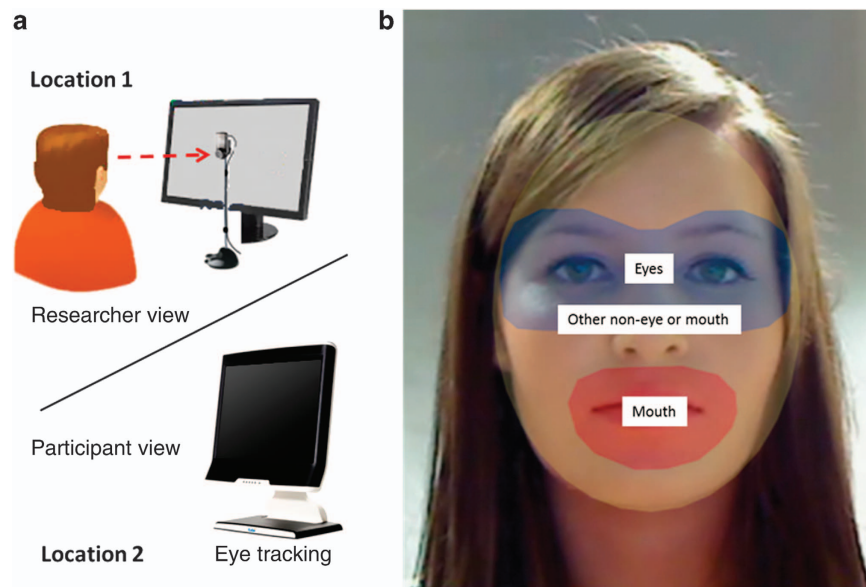 a
Location 1
Researcher view
Participant view
Location 2
Eye tracking
b
Eyes
Other non-eye or mouth
Mouth